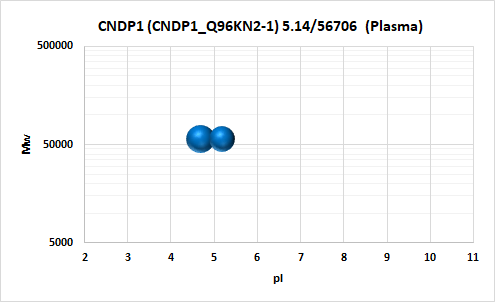 CNDP1 (CNDP1_Q96KN2-1) 5.14/56706 (Plasma)
500000
50000
5000
Mw
2 3 4 5 6 7 8 9 10 11
pI